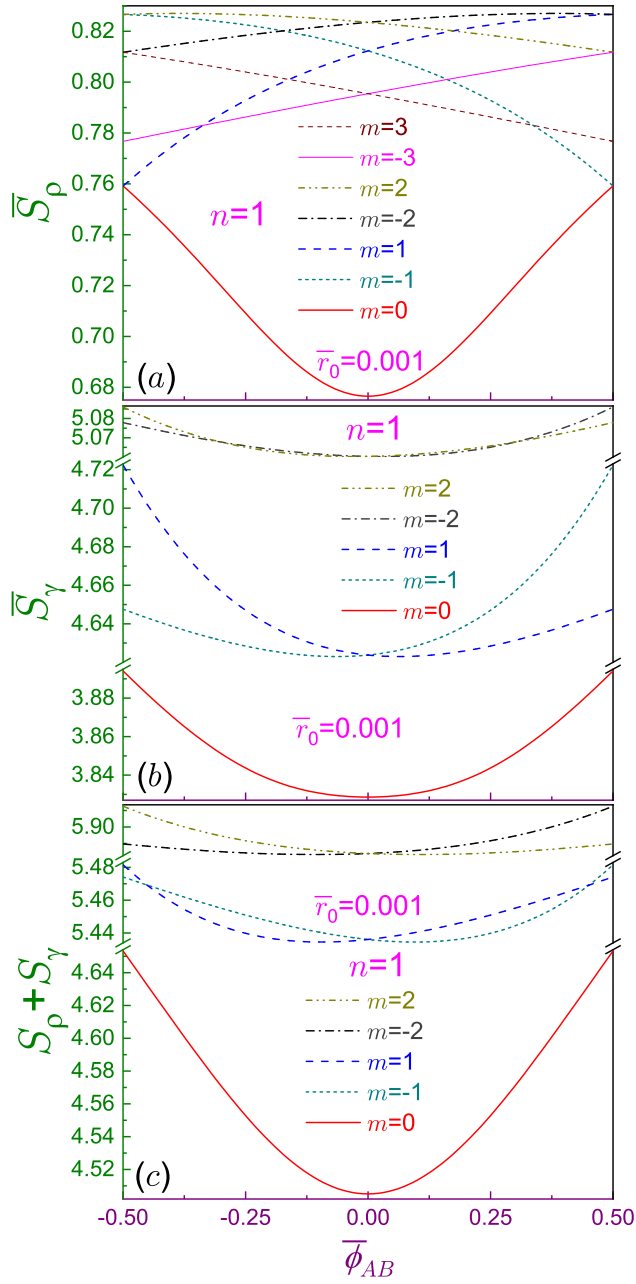 0.82
0.80
0.78
0.76
0.74
0.72
0.70
0.68
S̅ρ
m=3
m=-3
m=2
m=-2
m=1
m=-1
m=0
n=1
r̅₀=0.001
(a)
5.08
5.07
4.72
4.68
4.66
4.64
3.88
3.86
3.84
S̅γ
n=1
m=2
m=-2
m=1
m=-1
m=0
r̅₀=0.001
(b)
5.90
5.48
5.46
5.44
4.64
4.62
4.60
4.58
4.56
4.55
4.54
4.52
Sρ+Sγ
r̅₀=0.001
n=1
m=2
m=-2
m=1
m=-1
m=0
(c)
-0.50 -0.25 0.00 0.25 0.50
ϕ̅AB